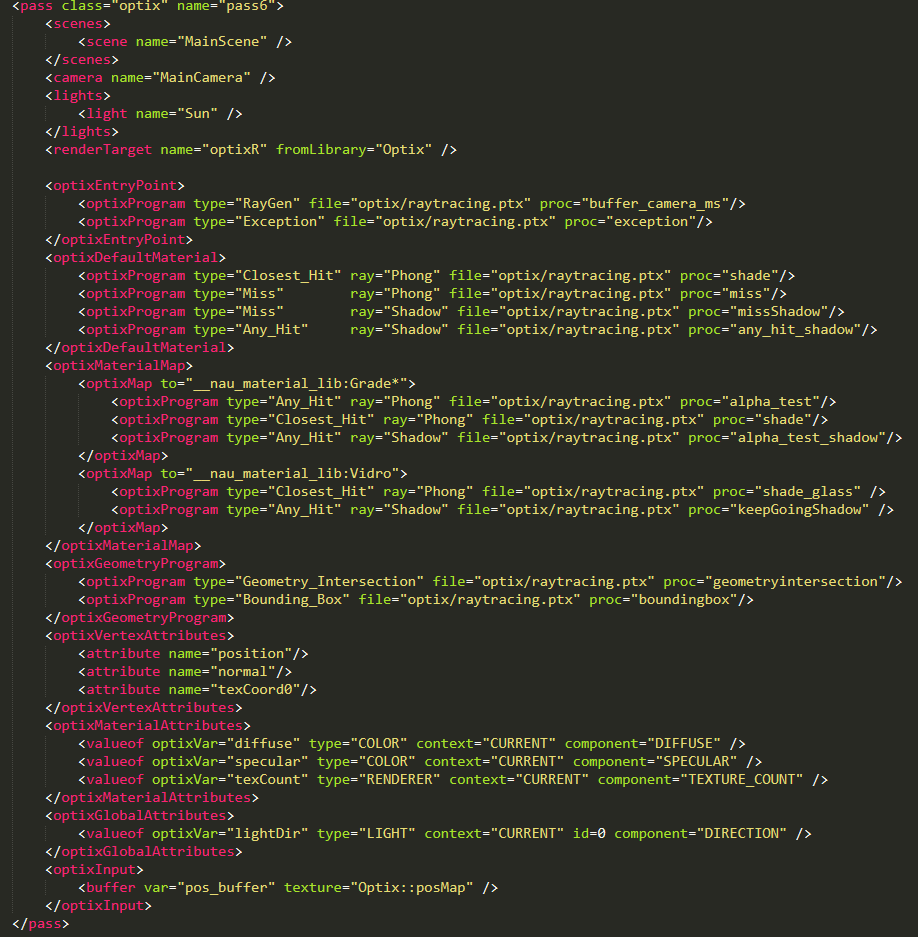 <pass class="optix" name="pass6">
    <scenes>
        <scene name="MainScene" />
    </scenes>
    <camera name="MainCamera" />
    <lights>
        <light name="Sun" />
    </lights>
    <renderTarget name="optixR" fromLibrary="Optix" />

    <optixEntryPoint>
        <optixProgram type="RayGen" file="optix/raytracing.ptx" proc="buffer_camera_ms"/>
        <optixProgram type="Exception" file="optix/raytracing.ptx" proc="exception"/>
    </optixEntryPoint>
    <optixDefaultMaterial>
        <optixProgram type="Closest_Hit" ray="Phong" file="optix/raytracing.ptx" proc="shade"/>
        <optixProgram type="Miss"        ray="Phong" file="optix/raytracing.ptx" proc="miss"/>
        <optixProgram type="Miss"        ray="Shadow" file="optix/raytracing.ptx" proc="missShadow"/>
        <optixProgram type="Any_Hit"     ray="Shadow" file="optix/raytracing.ptx" proc="any_hit_shadow"/>
    </optixDefaultMaterial>
    <optixMaterialMap>
        <optixMap to="__nau_material_lib:Grade*">
            <optixProgram type="Any_Hit" ray="Phong" file="optix/raytracing.ptx" proc="alpha_test"/>
            <optixProgram type="Closest_Hit" ray="Phong" file="optix/raytracing.ptx" proc="shade"/>
            <optixProgram type="Any_Hit" ray="Shadow" file="optix/raytracing.ptx" proc="alpha_test_shadow"/>
        </optixMap>
        <optixMap to="__nau_material_lib:Vidro">
            <optixProgram type="Closest_Hit" ray="Phong" file="optix/raytracing.ptx" proc="shade_glass" />
            <optixProgram type="Any_Hit" ray="Shadow" file="optix/raytracing.ptx" proc="keepGoingShadow" />
        </optixMap>
    </optixMaterialMap>
    <optixGeometryProgram>
        <optixProgram type="Geometry_Intersection" file="optix/raytracing.ptx" proc="geometryintersection"/>
        <optixProgram type="Bounding_Box" file="optix/raytracing.ptx" proc="boundingbox"/>
    </optixGeometryProgram>
    <optixVertexAttributes>
        <attribute name="position"/>
        <attribute name="normal"/>
        <attribute name="texCoord0"/>
    </optixVertexAttributes>
    <optixMaterialAttributes>
        <valueof optixVar="diffuse" type="COLOR" context="CURRENT" component="DIFFUSE" />
        <valueof optixVar="specular" type="COLOR" context="CURRENT" component="SPECULAR" />
        <valueof optixVar="texCount" type="RENDERER" context="CURRENT" component="TEXTURE_COUNT" />
    </optixMaterialAttributes>
    <optixGlobalAttributes>
        <valueof optixVar="lightDir" type="LIGHT" context="CURRENT" id=0 component="DIRECTION" />
    </optixGlobalAttributes>
    <optixInput>
        <buffer var="pos_buffer" texture="Optix::posMap" />
    </optixInput>
</pass>